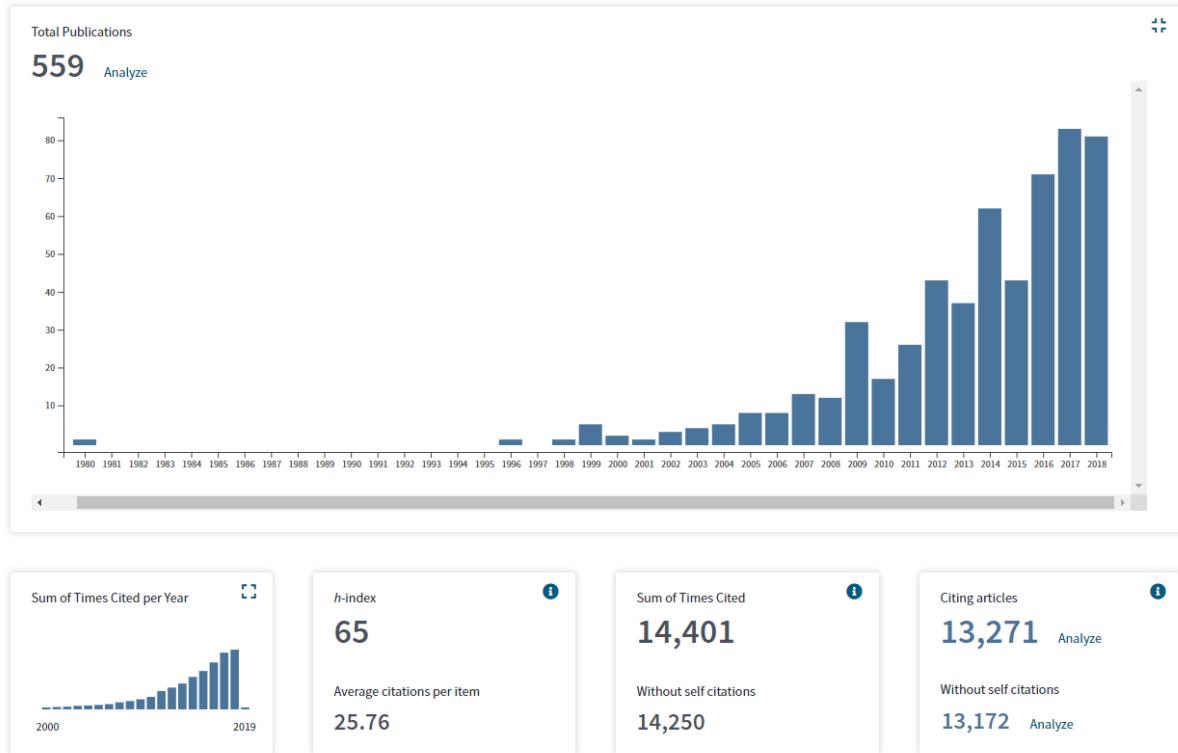 Total Publications
559 Analyze
80
70
60
50
40
30
20
10
1980 1981 1982 1983 1984 1985 1986 1987 1988 1989 1990 1991 1992 1993 1994 1995 1996 1997 1998 1999 2000 2001 2002 2003 2004 2005 2006 2007 2008 2009 2010 2011 2012 2013 2014 2015 2016 2017 2018
Sum of Times Cited per Year
2000 2019
h-index
65
Average citations per item
25.76
Sum of Times Cited
14,401
Without self citations
14,250
Citing articles
13,271 Analyze
Without self citations
13,172 Analyze